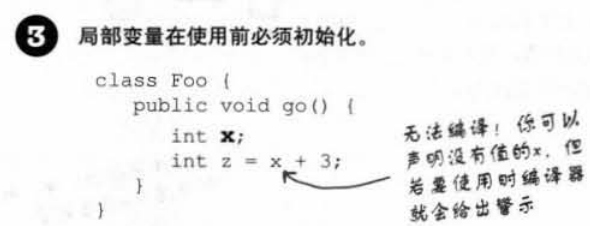 3 局部变量在使用前必须初始化。
class Foo {
public void go() {
int x;
int z = x + 3;
}
}
无法编译！你可以
声明没有值的x，但
若要使用时编译器
就会给出警示